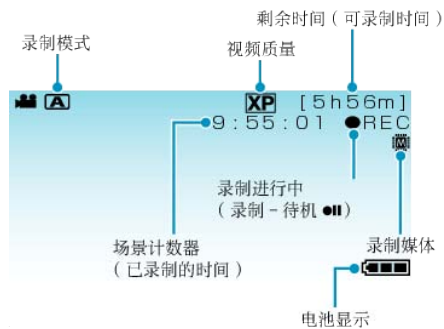 剩余时间（可录制时间）
录制模式
视频质量
A XP [5h56m]
9:55:01 ●REC
M
录制进行中
（录制－待机 ●II）
场景计数器
（已录制的时间）
录制媒体
电池显示